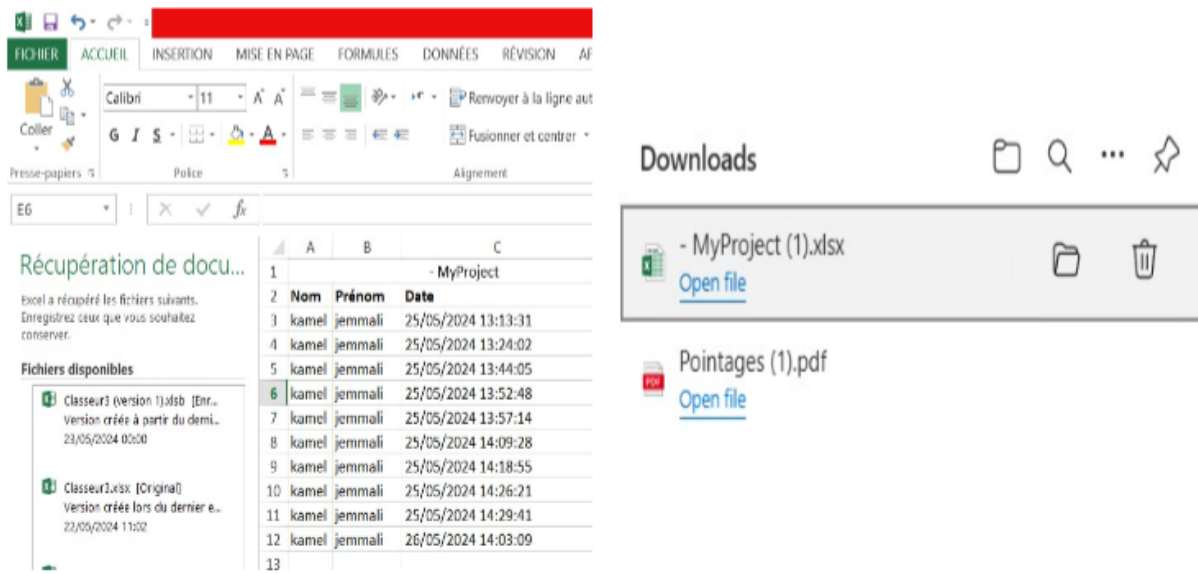 FICHIER ACCUEIL INSERTION MISE EN PAGE FORMULES DONNÉES RÉVISION AF
Calibri 11 A A Renvoyer à la ligne aut
Coller G I S A Fusionner et centrer
Presse-papiers Police Alignement
E6 fx
Récupération de docu...
Excel a récupéré les fichiers suivants.
Enregistrez ceux que vous souhaitez
conserver.
Fichiers disponibles
Classeur3 (version 1).xlsb [Enr...
Version créée à partir du derni...
23/05/2024 00:00
Classeur3.xlsx [Original]
Version créée lors du dernier e...
22/05/2024 11:02
A B C
1 - MyProject
2 Nom Prénom Date
3 kamel jemmali 25/05/2024 13:13:31
4 kamel jemmali 25/05/2024 13:24:02
5 kamel jemmali 25/05/2024 13:44:05
6 kamel jemmali 25/05/2024 13:52:48
7 kamel jemmali 25/05/2024 13:57:14
8 kamel jemmali 25/05/2024 14:09:28
9 kamel jemmali 25/05/2024 14:18:55
10 kamel jemmali 25/05/2024 14:26:21
11 kamel jemmali 25/05/2024 14:29:41
12 kamel jemmali 26/05/2024 14:03:09
13
Downloads
- MyProject (1).xlsx
Open file
Pointages (1).pdf
PDF
Open file